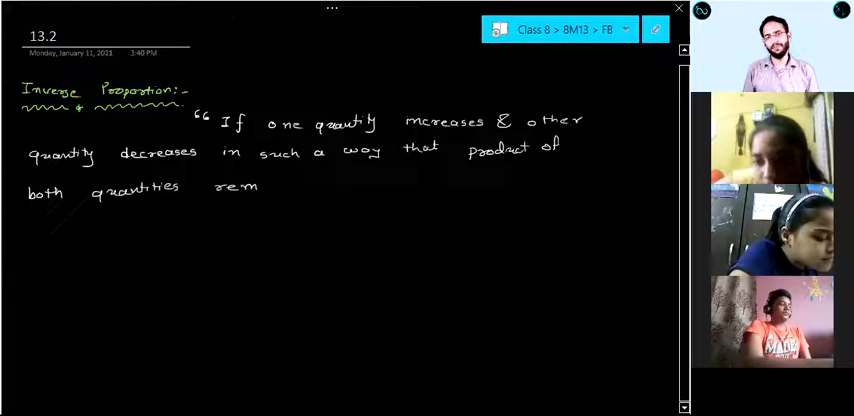 13.2
Monday, January 11, 2021 3:40 PM
Class 8 > 8M13 > FB
Inverse Proportion:-
"If one quantity increases & other
quantity decreases in such a way that product of
both quantities rem
MADE